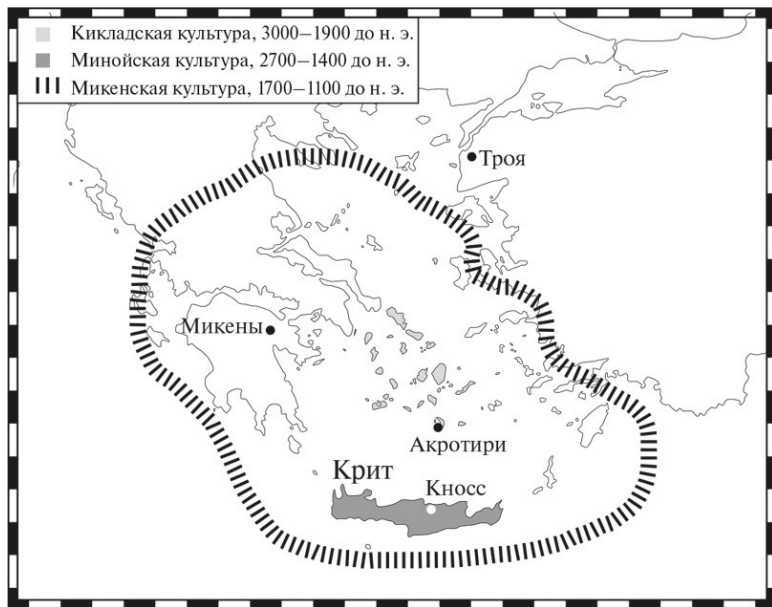 Кикладская культура, 3000–1900 до н. э.
Минойская культура, 2700–1400 до н. э.
Микенская культура, 1700–1100 до н. э.
Троя
Микены
Акротири
Крит
Кносс